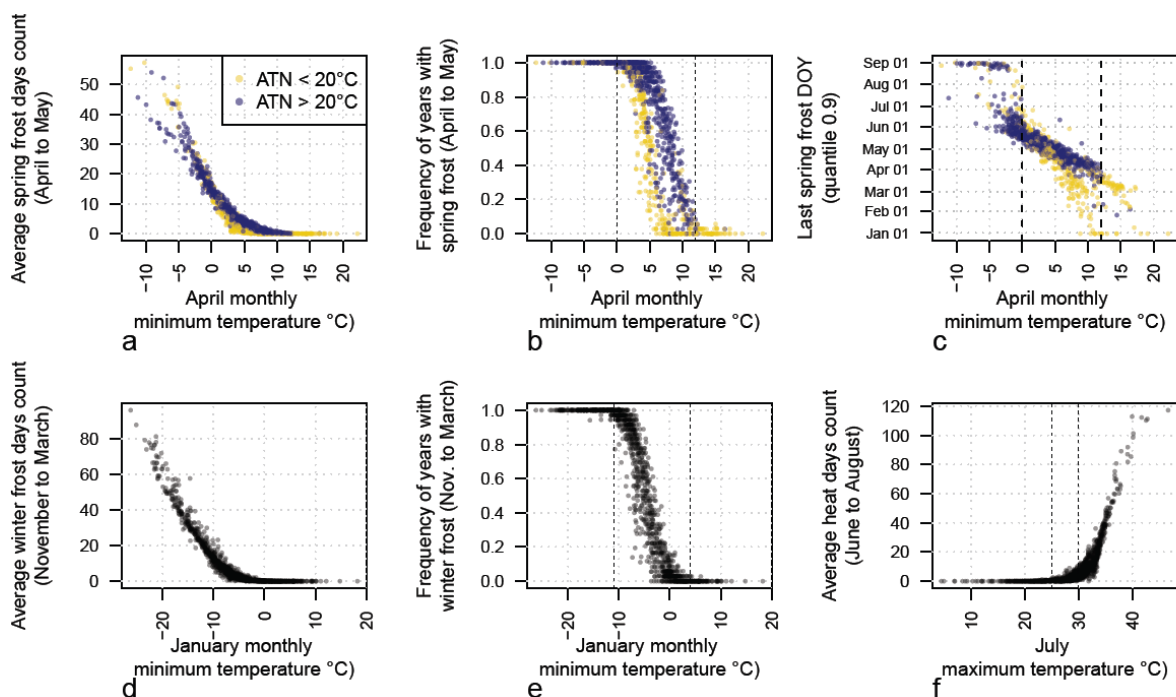 Average spring frost days count
(April to May)
50
40
30
20
10
0
ATN < 20°C
ATN > 20°C
−10
−5
0
5
10
15
20
April monthly
minimum temperature °C)
a
Frequency of years with
spring frost (April to May)
1.0
0.8
0.6
0.4
0.2
0.0
−10
−5
0
5
10
15
20
April monthly
minimum temperature °C)
b
Last spring frost DOY
(quantile 0.9)
Sep 01
Aug 01
Jul 01
Jun 01
May 01
Apr 01
Mar 01
Feb 01
Jan 01
−10
−5
0
5
10
15
20
April monthly
minimum temperature °C)
c
Average winter frost days count
(November to March)
80
60
40
20
0
−20
−10
0
10
20
January monthly
minimum temperature °C)
d
Frequency of years with
winter frost (Nov. to March)
1.0
0.8
0.6
0.4
0.2
0.0
−20
−10
0
10
20
January monthly
minimum temperature °C)
e
Average heat days count
(June to August)
120
100
80
60
40
20
0
10
20
30
40
July
maximum temperature °C)
f